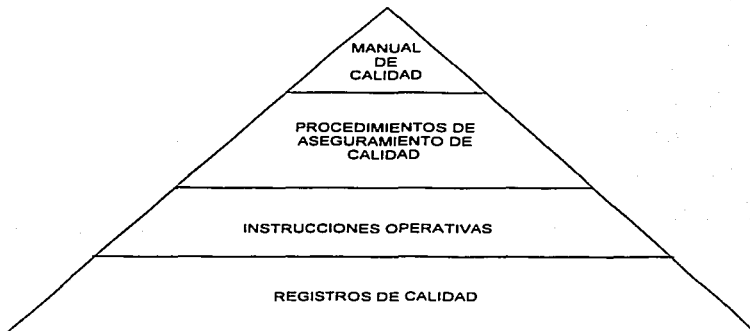 MANUAL
DE
CALIDAD
PROCEDIMIENTOS DE
ASEGURAMIENTO DE
CALIDAD
INSTRUCCIONES OPERATIVAS
REGISTROS DE CALIDAD